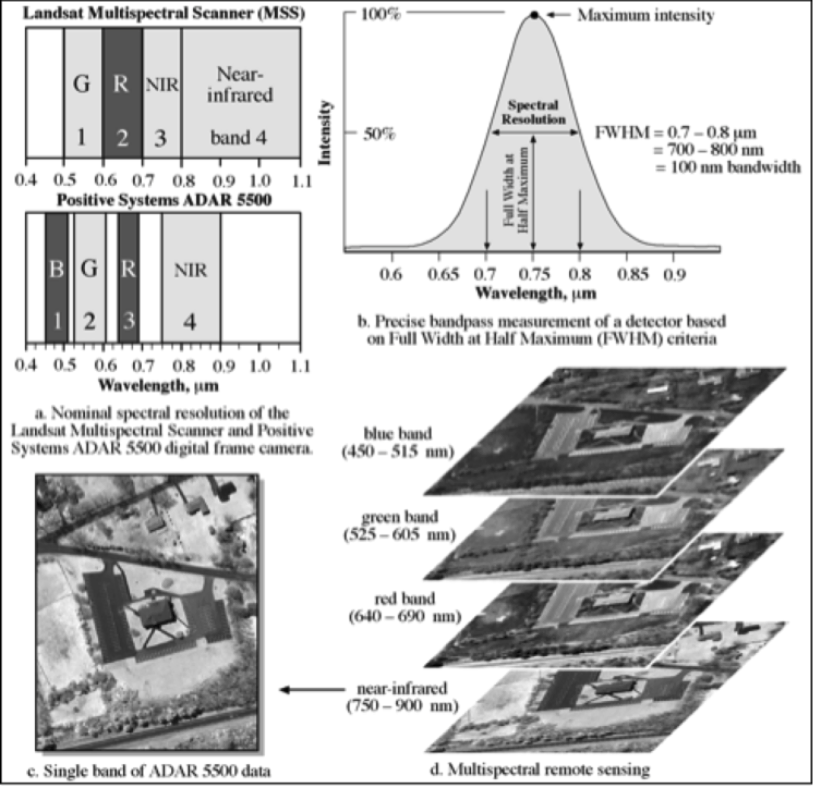 Landsat Multispectral Scanner (MSS)
G
R
NIR
Near-
infrared
1
2
3
band 4
0.4 0.5 0.6 0.7 0.8 0.9 1.0 1.1
Positive Systems ADAR 5500
B
G
R
NIR
1
2
3
4
0.4 0.5 0.6 0.7 0.8 0.9 1.0 1.1
Wavelength, µm
a. Nominal spectral resolution of the
Landsat Multispectral Scanner and Positive
Systems ADAR 5500 digital frame camera.
100%
Maximum intensity
Intensity
50%
Spectral
Resolution
Full Width at
Half Maximum
FWHM = 0.7 – 0.8 µm
= 700 – 800 nm
= 100 nm bandwidth
0.6 0.65 0.7 0.75 0.8 0.85 0.9
Wavelength, µm
b. Precise bandpass measurement of a detector based
on Full Width at Half Maximum (FWHM) criteria
blue band
(450 – 515 nm)
green band
(525 – 605 nm)
red band
(640 – 690 nm)
near-infrared
(750 – 900 nm)
c. Single band of ADAR 5500 data
d. Multispectral remote sensing